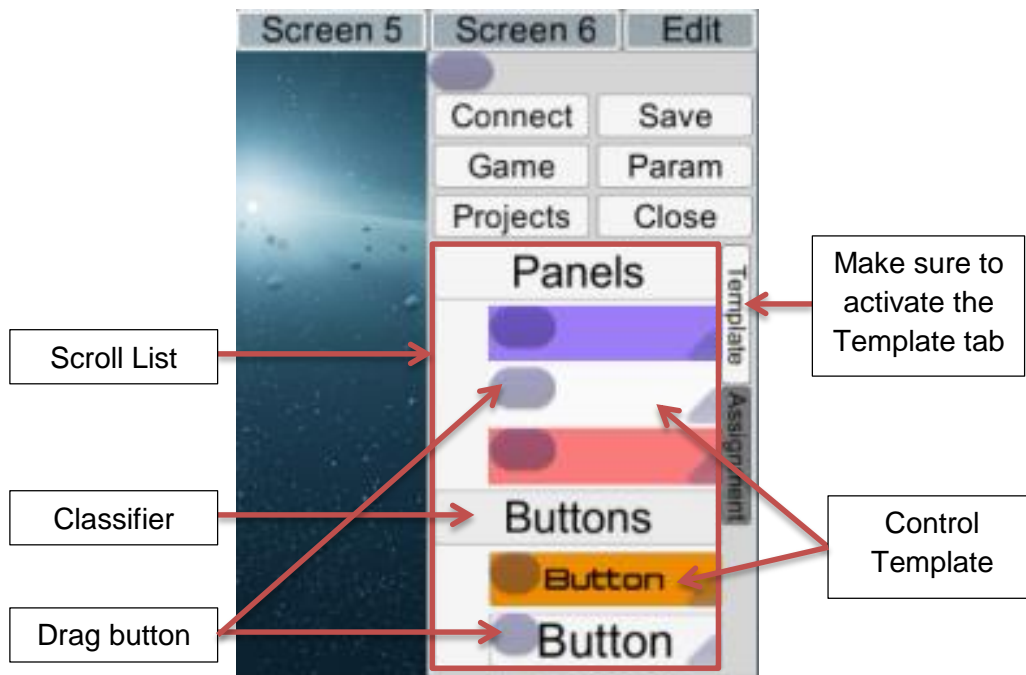 Screen 5
Screen 6
Edit
Connect
Save
Game
Param
Projects
Close
Panels
Template
Make sure to
activate the
Template tab
Scroll List
Assignment
Classifier
Buttons
Control
Template
Button
Drag button
Button